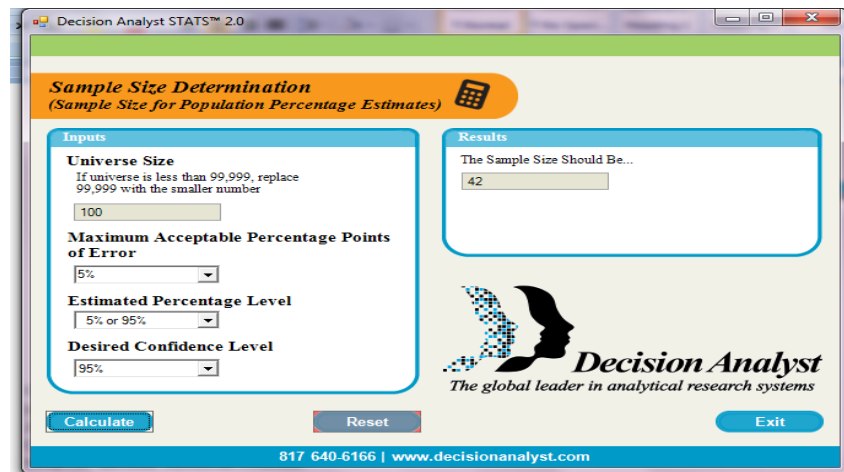 Decision Analyst STATS™ 2.0
Sample Size Determination
(Sample Size for Population Percentage Estimates)
Inputs
Universe Size
If universe is less than 99,999, replace
99,999 with the smaller number
100
Maximum Acceptable Percentage Points
of Error
5%
Estimated Percentage Level
5% or 95%
Desired Confidence Level
95%
Results
The Sample Size Should Be...
42
Decision Analyst
The global leader in analytical research systems
Calculate
Reset
Exit
817 640-6166 | www.decisionanalyst.com